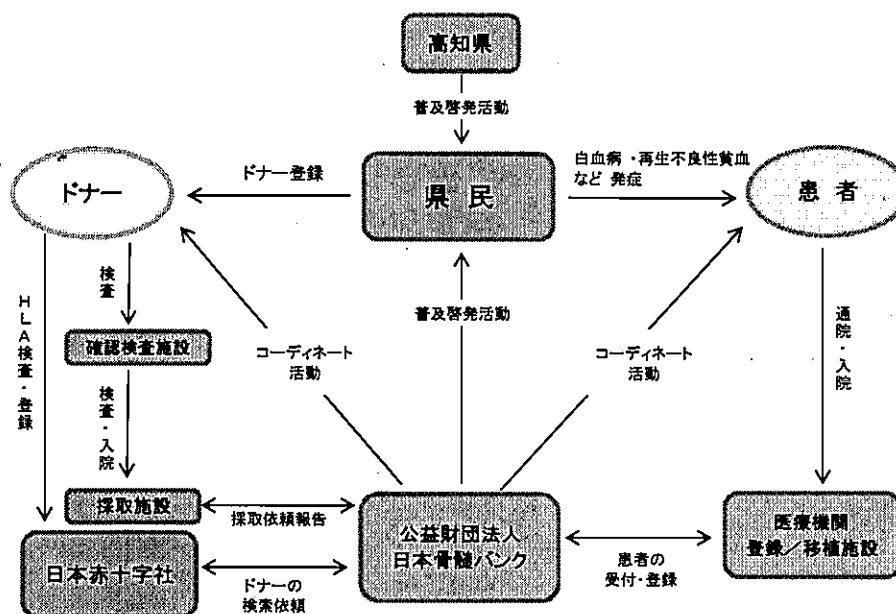 高知県
普及啓発活動
ドナー
ドナー登録
県 民
白血病・再生不良性貧血
など 発症
患 者
検査
HLA検査・登録
普及啓発活動
通院・入院
確認検査施設
コーディネート
活動
コーディネート
活動
検査・入院
採取施設
採取依頼報告
公益財団法人
日本骨髄バンク
医療機関
登録/移植施設
日本赤十字社
ドナーの
検索依頼
患者の
受付・登録